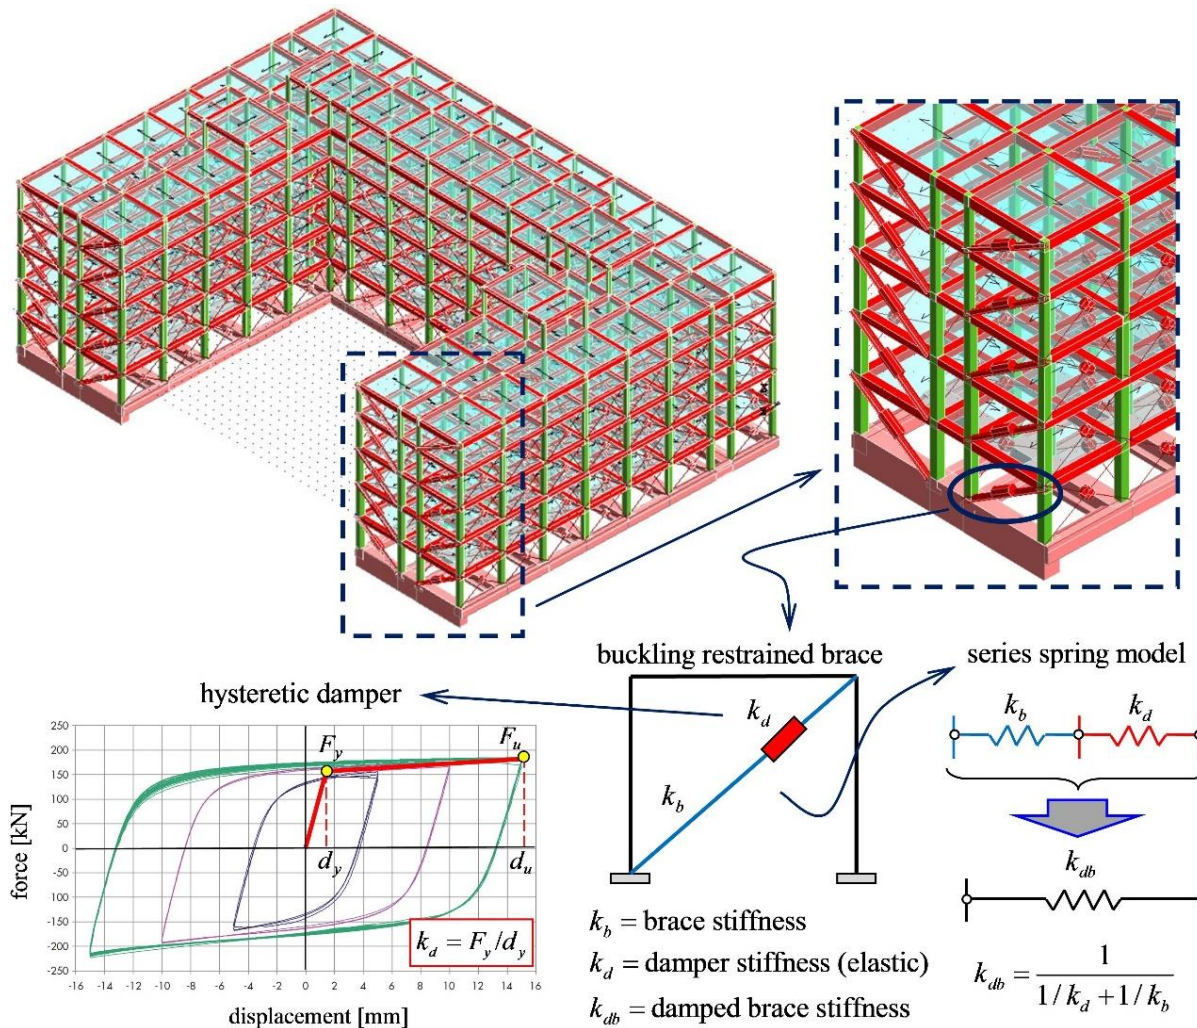 buckling restrained brace
series spring model
hysteretic damper
k_b
k_d
k_d
k_b
F_y
F_u
d_y
d_u
250
200
150
100
50
0
-50
-100
-150
-200
-250
-16 -14 -12 -10 -8 -6 -4 -2 0 2 4 6 8 10 12 14 16
force [kN]
displacement [mm]
k_d = F_y/d_y
k_b = brace stiffness
k_d = damper stiffness (elastic)
k_db = damped brace stiffness
k_db
k_db = 1
1/k_d + 1/k_b